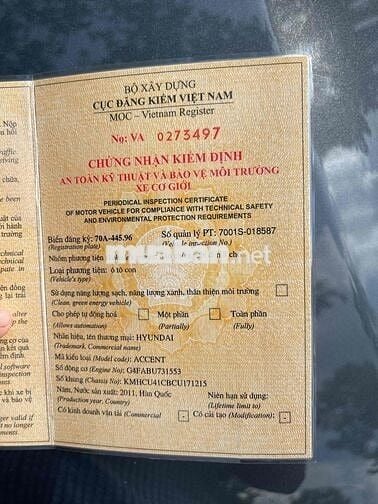 BỘ XÂY DỰNG
CỤC ĐĂNG KIỂM VIỆT NAM
MOC – Vietnam Register
No: VA 0273497
CHỨNG NHẬN KIỂM ĐỊNH
AN TOÀN KỸ THUẬT VÀ BẢO VỆ MÔI TRƯỜNG
XE CƠ GIỚI
PERIODICAL INSPECTION CERTIFICATE
OF MOTOR VEHICLE FOR COMPLIANCE WITH TECHNICAL SAFETY
AND ENVIRONMENTAL PROTECTION REQUIREMENTS
Biển đăng ký: 70A-445.96 Số quản lý PT: 7001S-018587
(Registration plate) (Vehicle inspection No.)
Nhóm phương tiện
muaban.net
Loại phương tiện: ô tô con
(Vehicle's type)
Sử dụng năng lượng sạch, năng lượng xanh, thân thiện môi trường
(Clean, green energy vehicle)
Cho phép tự động hoá Một phần Toàn phần
(Allows automation) (Partially) (Fully)
Nhãn hiệu, tên thương mại: HYUNDAI
(Trademark, Commercial name)
Mã kiểu loại (Model code): ACCENT
Số động cơ (Engine No): G4FABU731553
Số khung (Chassis No): KMHCU41CBCU171215
Năm, Nước sản xuất: 2011, Hàn Quốc Niên hạn sử dụng:
(Production year, Country) (Lifetime limit to)
Có kinh doanh vận tải (Commercial Có cải tạo (Modification):